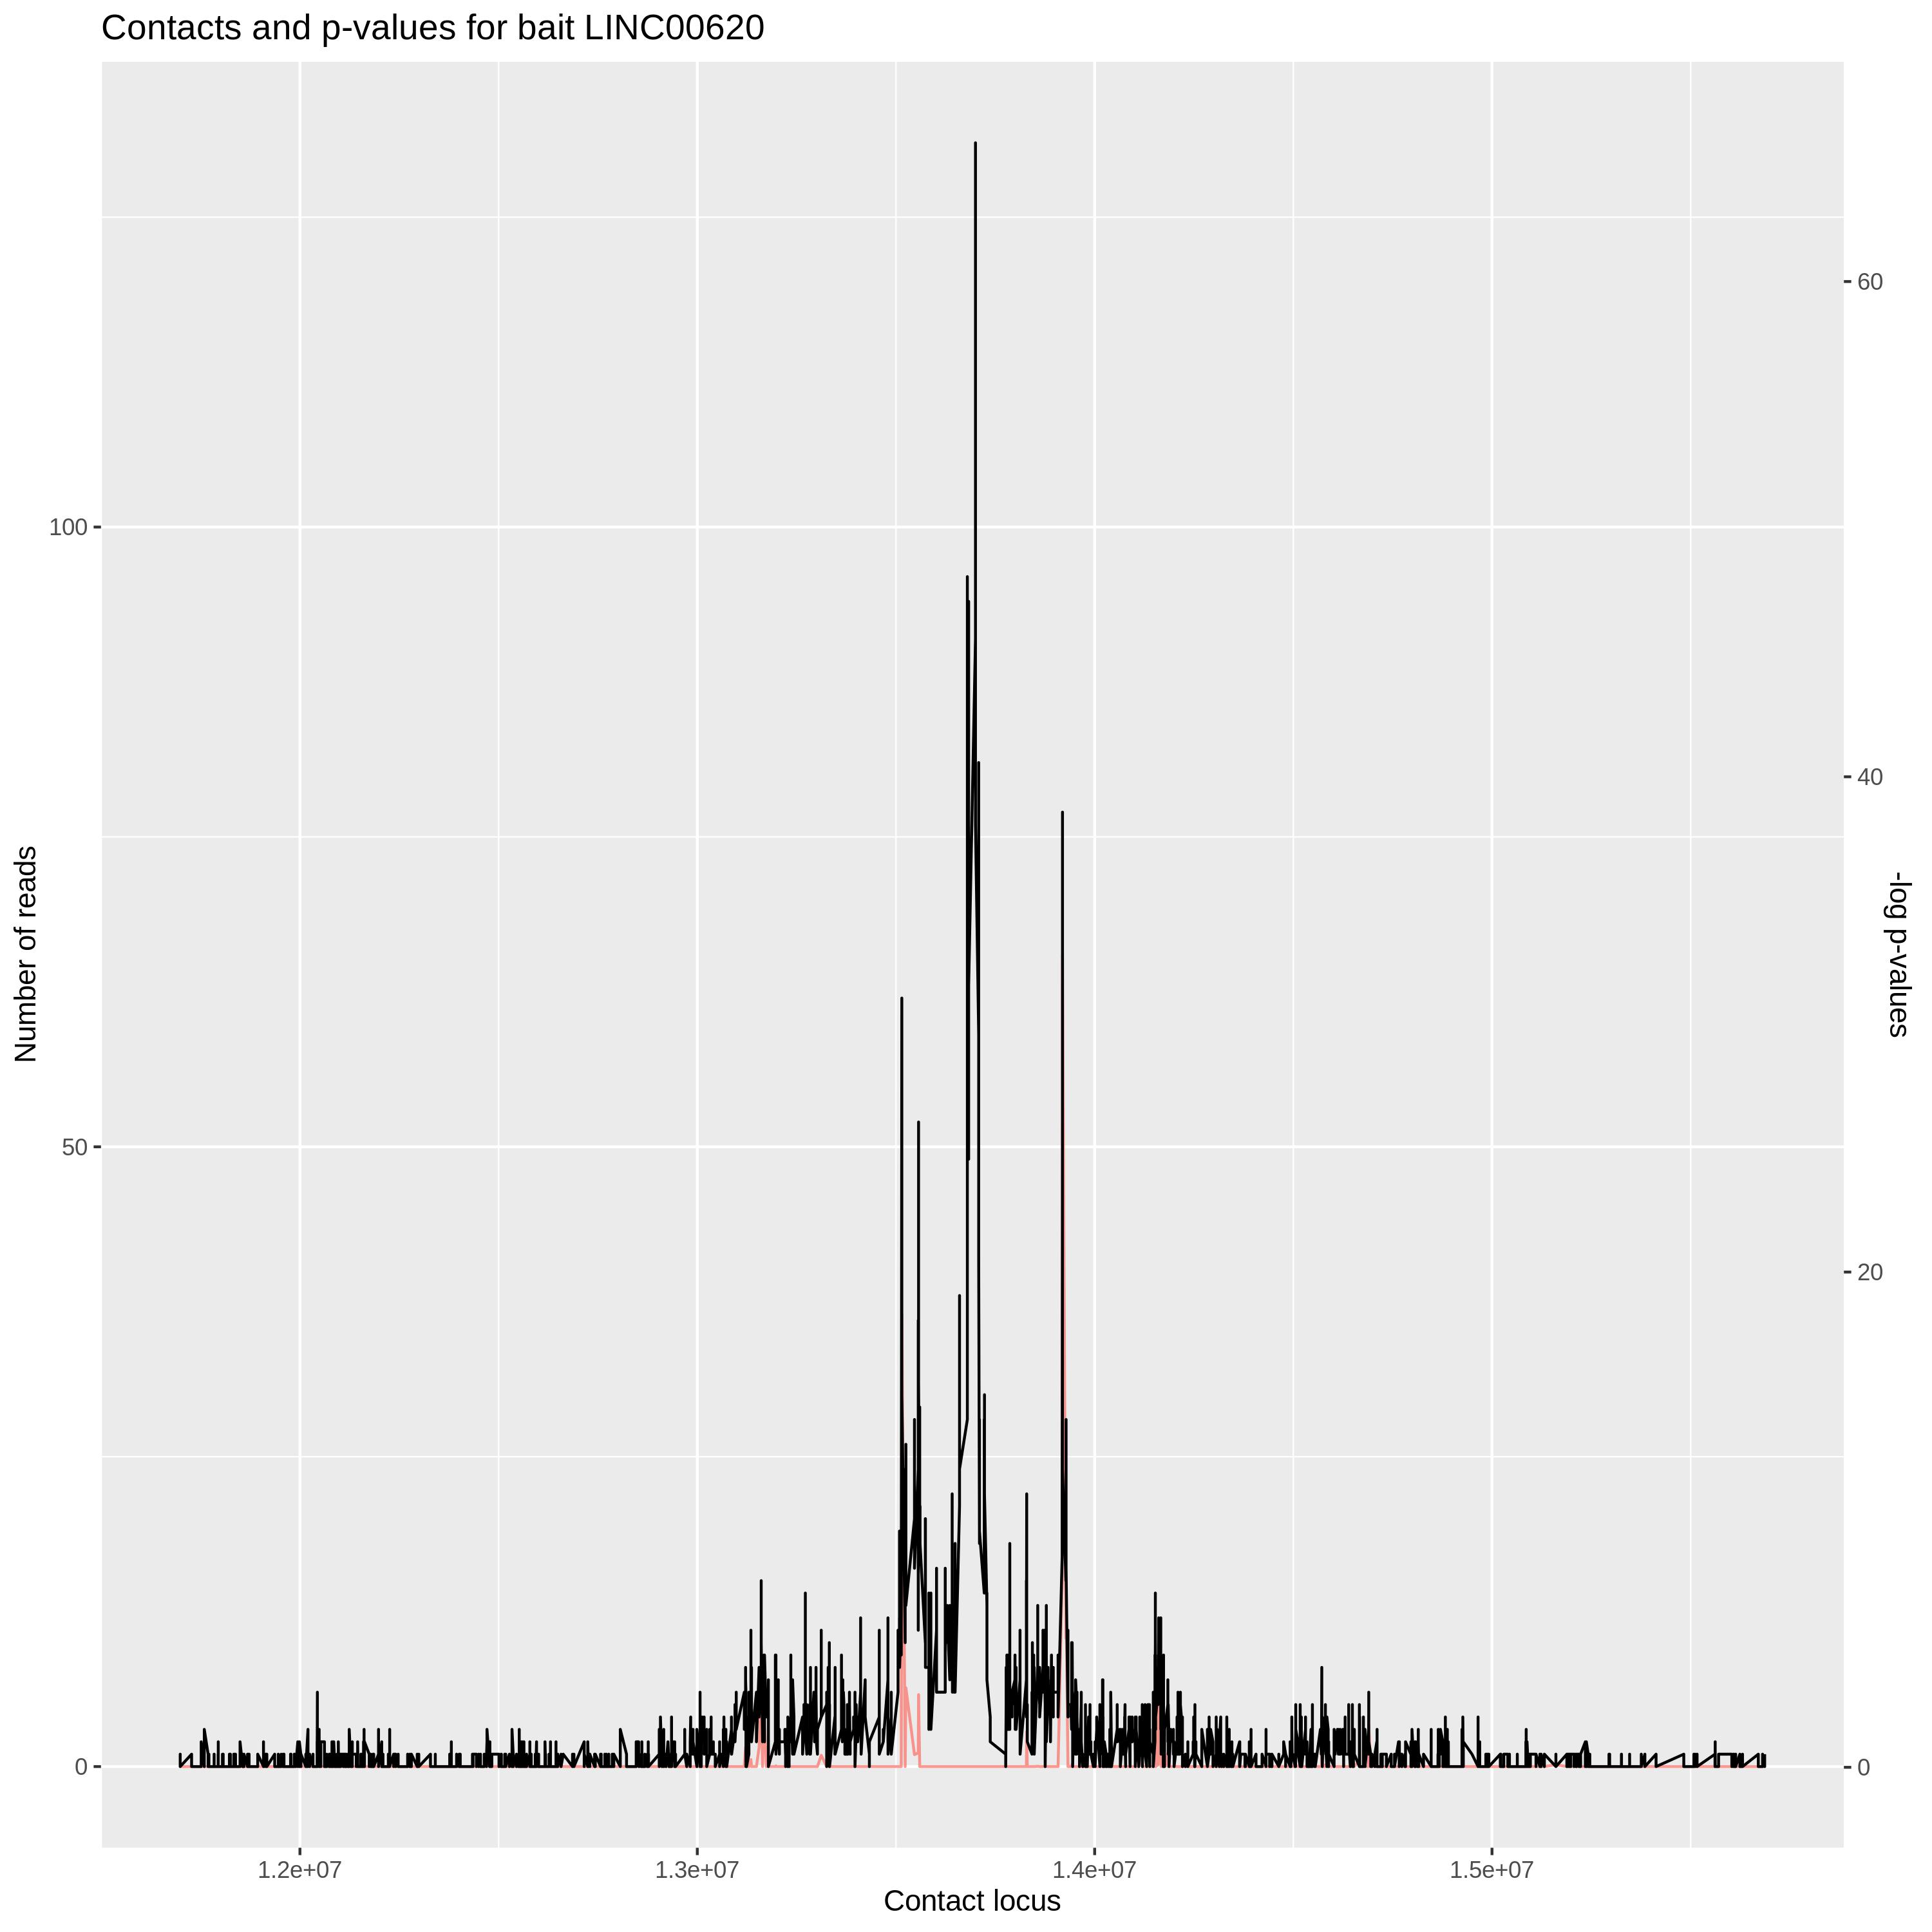 Contacts and p-values for bait LINC00620
Number of reads
100
50
0
60
40
20
0
-log p-values
1.2e+07
1.3e+07
1.4e+07
1.5e+07
Contact locus